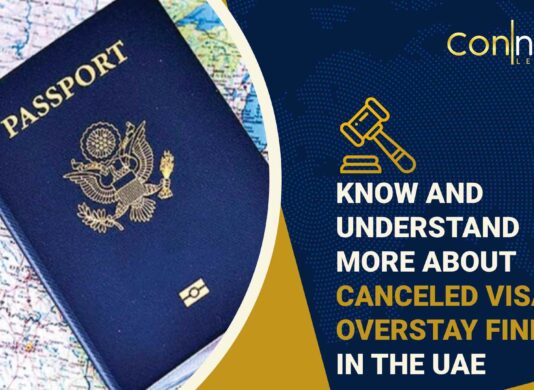 PASSPORT
KNOW AND
UNDERSTAND
MORE ABOUT
CANCELED VISA
OVERSTAY
IN THE UAE